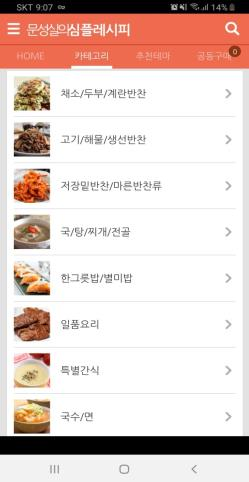 SKT 9:07 14%
문성실의심플레시피
HOME 카테고리 추천테마 공동구매 0
채소/두부/계란반찬
고기/해물/생선반찬
저장밑반찬/마른반찬류
국/탕/찌개/전골
한그릇밥/별미밥
일품요리
특별간식
국수/면